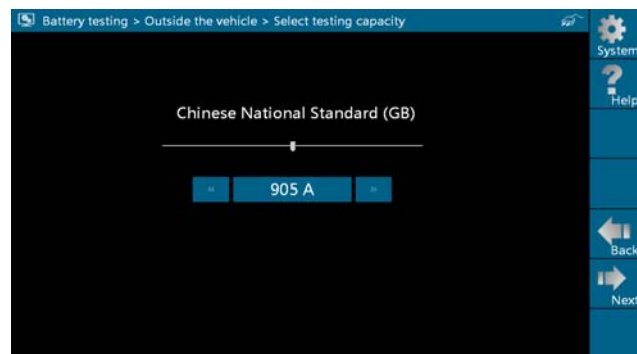 Battery testing > Outside the vehicle > Select testing capacity
System
Help
Chinese National Standard (GB)
« 905 A »
Back
Next